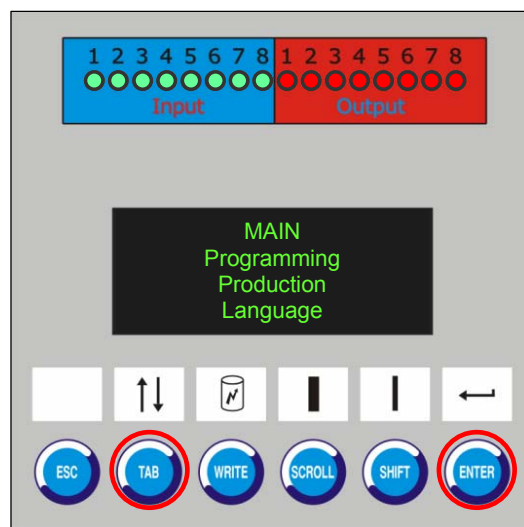 1 2 3 4 5 6 7 8 1 2 3 4 5 6 7 8
Input Output
MAIN
Programming
Production
Language
ESC TAB WRITE SCROLL SHIFT ENTER